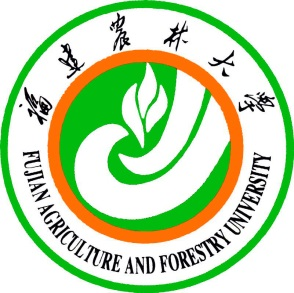 福建农林大学
FUJIAN AGRICULTURE AND FORESTRY UNIVERSITY